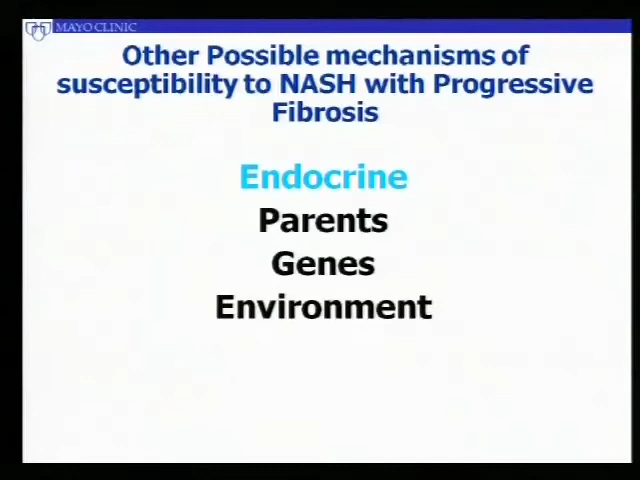 MAYO CLINIC
Other Possible mechanisms of
susceptibility to NASH with Progressive
Fibrosis
Endocrine
Parents
Genes
Environment